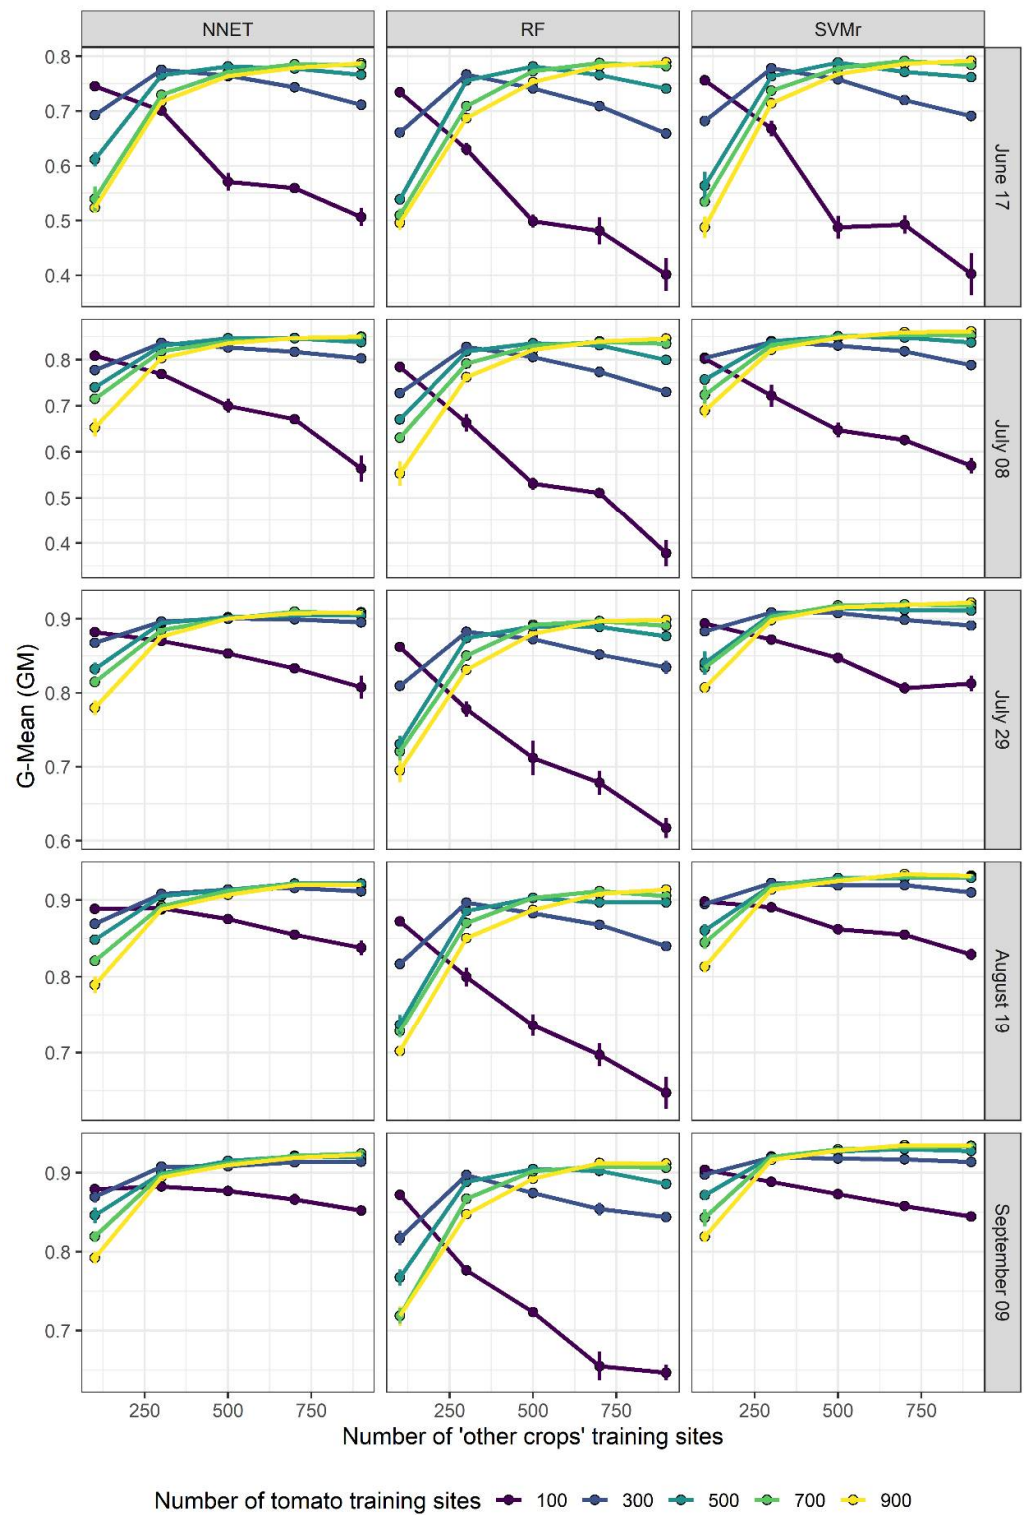 NNET RF SVMr
0.8
0.7
0.6
0.5
0.4
June 17
0.8
0.7
0.6
0.5
0.4
July 08
0.9
0.8
0.7
0.6
July 29
0.9
0.8
0.7
August 19
0.9
0.8
0.7
September 09
G-Mean (GM)
250 500 750 250 500 750 250 500 750
Number of 'other crops' training sites
Number of tomato training sites 100 300 500 700 900